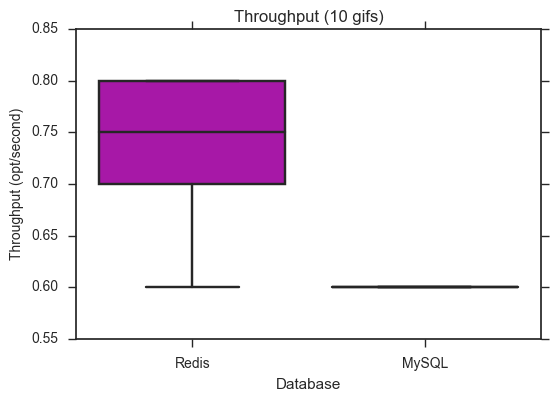 Throughput (10 gifs)
0.85
0.80
0.75
0.70
0.65
0.60
0.55
Throughput (opt/second)
Redis
MySQL
Database